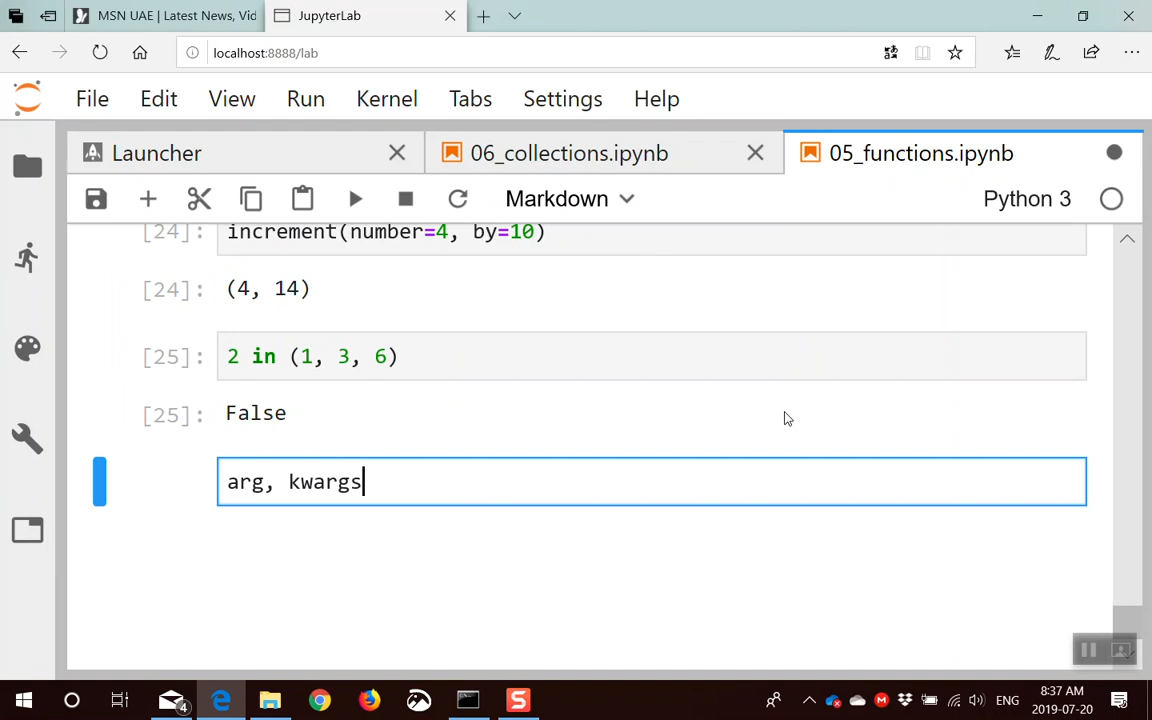 MSN UAE | Latest News, Vid
JupyterLab
localhost:8888/lab
File Edit View Run Kernel Tabs Settings Help
Launcher
06_collections.ipynb
05_functions.ipynb
Markdown
Python 3
[24]: increment(number=4, by=10)
[24]: (4, 14)
[25]: 2 in (1, 3, 6)
[25]: False
arg, kwargs
4
S
ENG
8:37 AM
2019-07-20